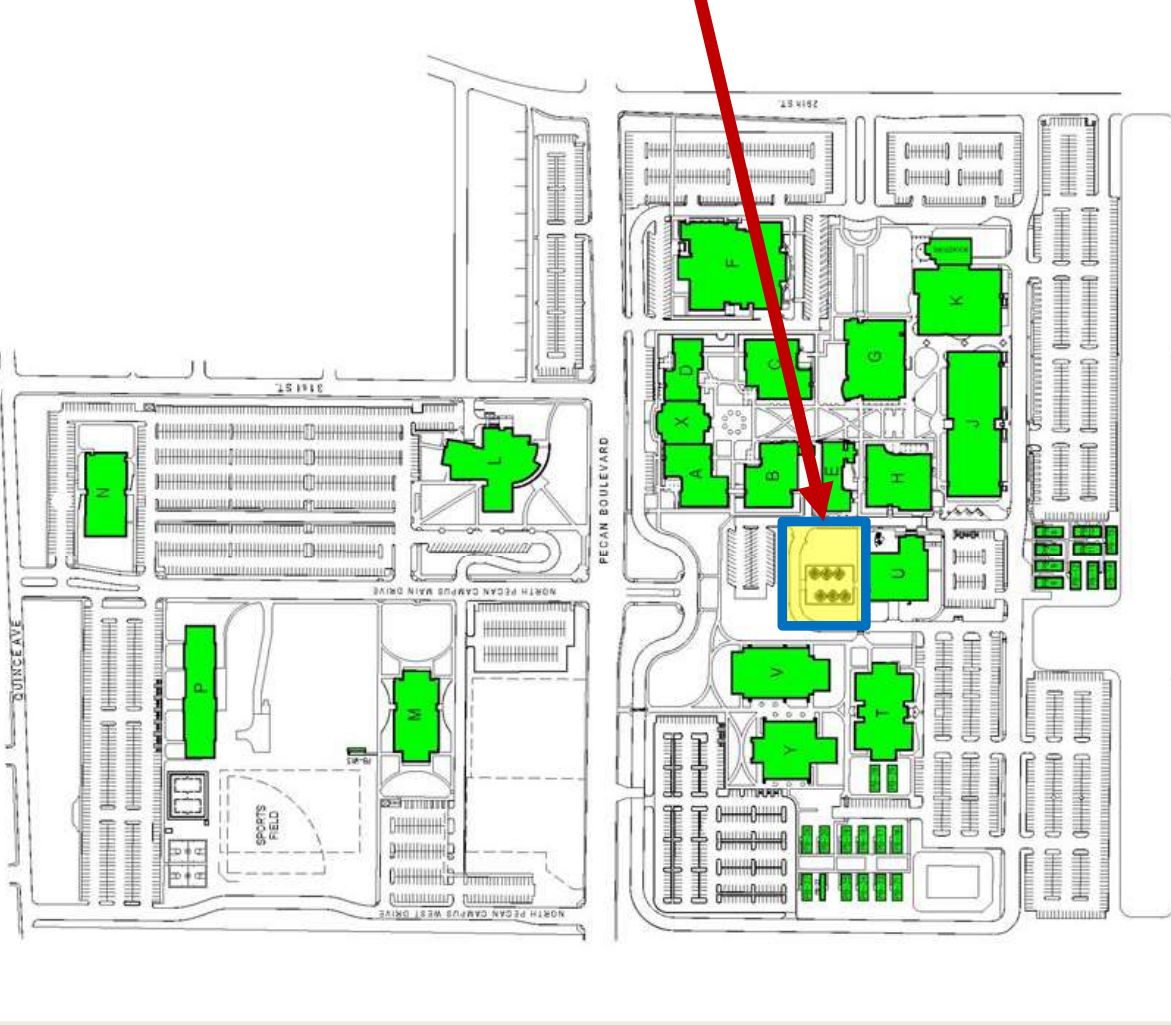 29th ST.
F
K
G
C
D
31st ST.
X
J
L
A
B
E
H
N
PECAN BOULEVARD
U
NORTH PECAN CAMPUS MAIN DRIVE
QUINCE AVE
P
V
M
T
Y
SPORTS
FIELD
NORTH PECAN CAMPUS WEST DRIVE